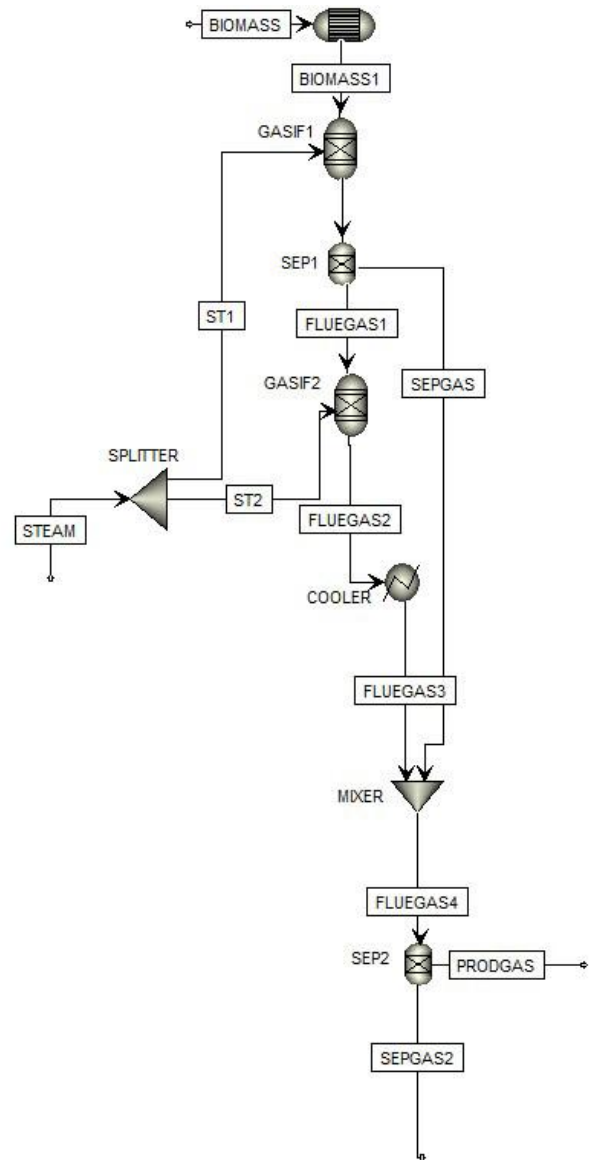 BIOMASS
BIOMASS1
GASIF1
SEP1
ST1
FLUEGAS1
GASIF2
SEPGAS
SPLITTER
ST2
STEAM
FLUEGAS2
COOLER
FLUEGAS3
MIXER
FLUEGAS4
SEP2
PRODGAS
SEPGAS2